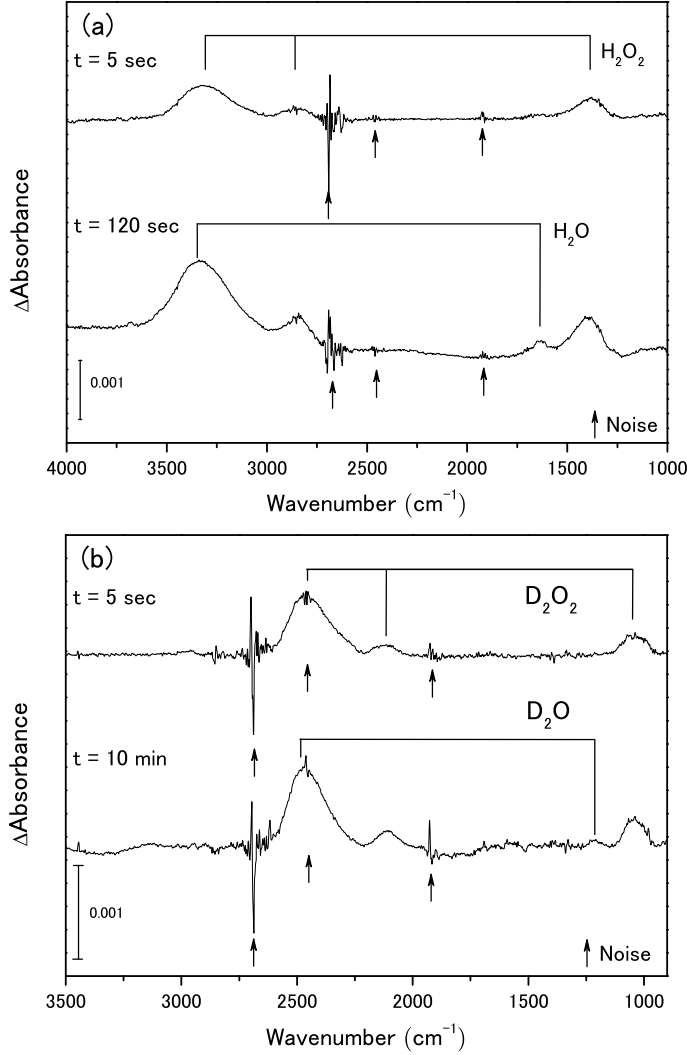 (a)
t = 5 sec
H₂O₂
t = 120 sec
H₂O
ΔAbsorbance
0.001
Noise
4000 3500 3000 2500 2000 1500 1000
Wavenumber (cm⁻¹)
(b)
t = 5 sec
D₂O₂
D₂O
t = 10 min
ΔAbsorbance
0.001
Noise
3500 3000 2500 2000 1500 1000
Wavenumber (cm⁻¹)